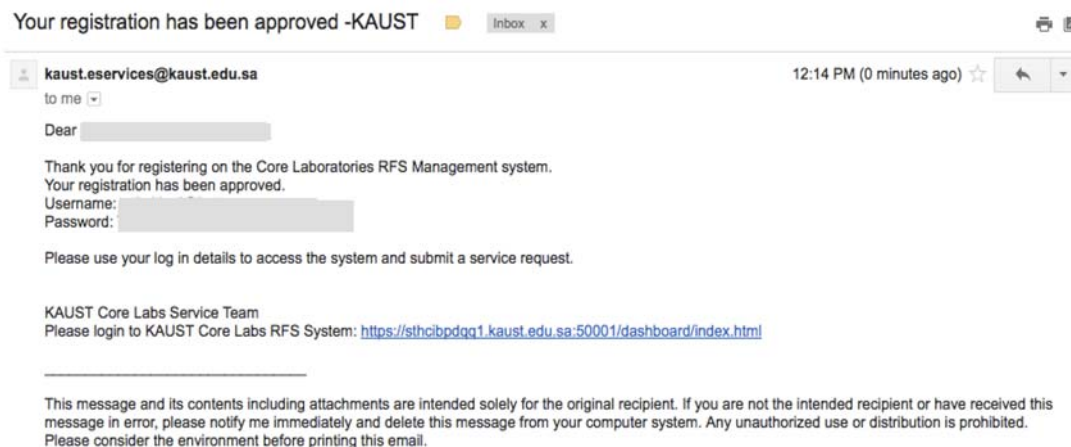 Your registration has been approved -KAUST
Inbox x
kaust.eservices@kaust.edu.sa
12:14 PM (0 minutes ago)
to me
Dear
Thank you for registering on the Core Laboratories RFS Management system.
Your registration has been approved.
Username:
Password:
Please use your log in details to access the system and submit a service request.
KAUST Core Labs Service Team
Please login to KAUST Core Labs RFS System: https://sthcibpdqq1.kaust.edu.sa:50001/dashboard/index.html
This message and its contents including attachments are intended solely for the original recipient. If you are not the intended recipient or have received this
message in error, please notify me immediately and delete this message from your computer system. Any unauthorized use or distribution is prohibited.
Please consider the environment before printing this email.